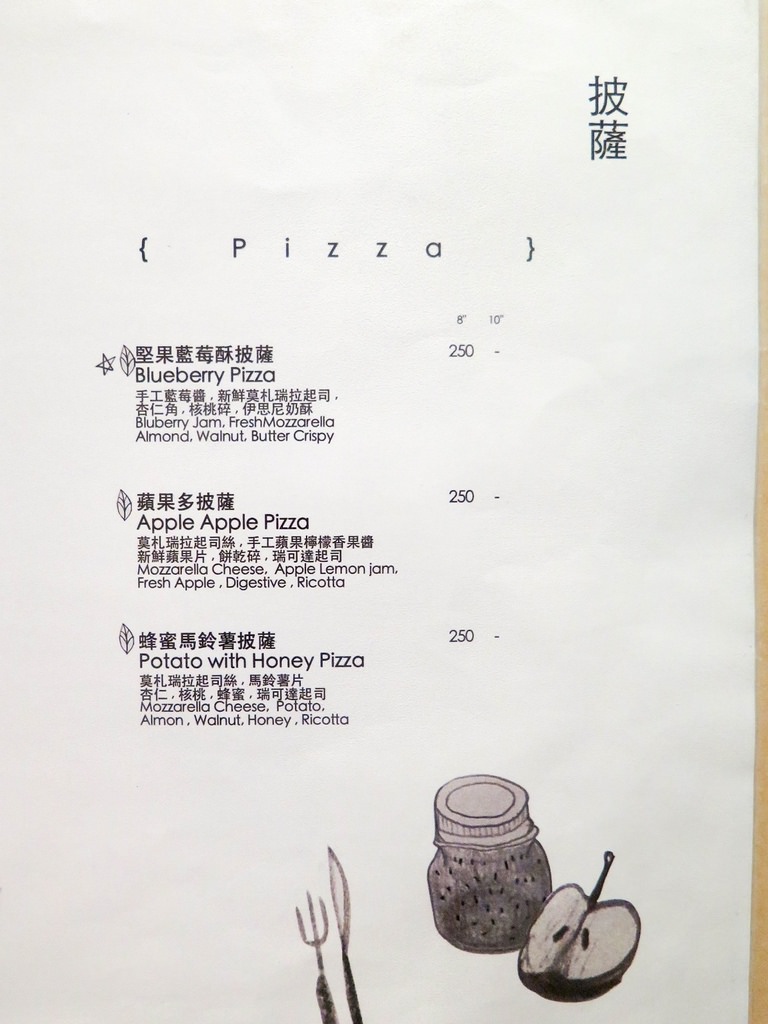 披薩
{ Pizza }
8" 10"
堅果藍莓酥披薩 250 -
Blueberry Pizza
手工藍莓醬，新鮮莫札瑞拉起司，
杏仁角，核桃碎，伊思尼奶酥
Bluberry Jam, FreshMozzarella
Almond, Walnut, Butter Crispy
蘋果多披薩 250 -
Apple Apple Pizza
莫札瑞拉起司絲，手工蘋果檸檬香果醬
新鮮蘋果片，餅乾碎，瑞可達起司
Mozzarella Cheese, Apple Lemon jam,
Fresh Apple , Digestive , Ricotta
蜂蜜馬鈴薯披薩 250 -
Potato with Honey Pizza
莫札瑞拉起司絲，馬鈴薯片
杏仁，核桃，蜂蜜，瑞可達起司
Mozzarella Cheese, Potato,
Almon , Walnut, Honey , Ricotta